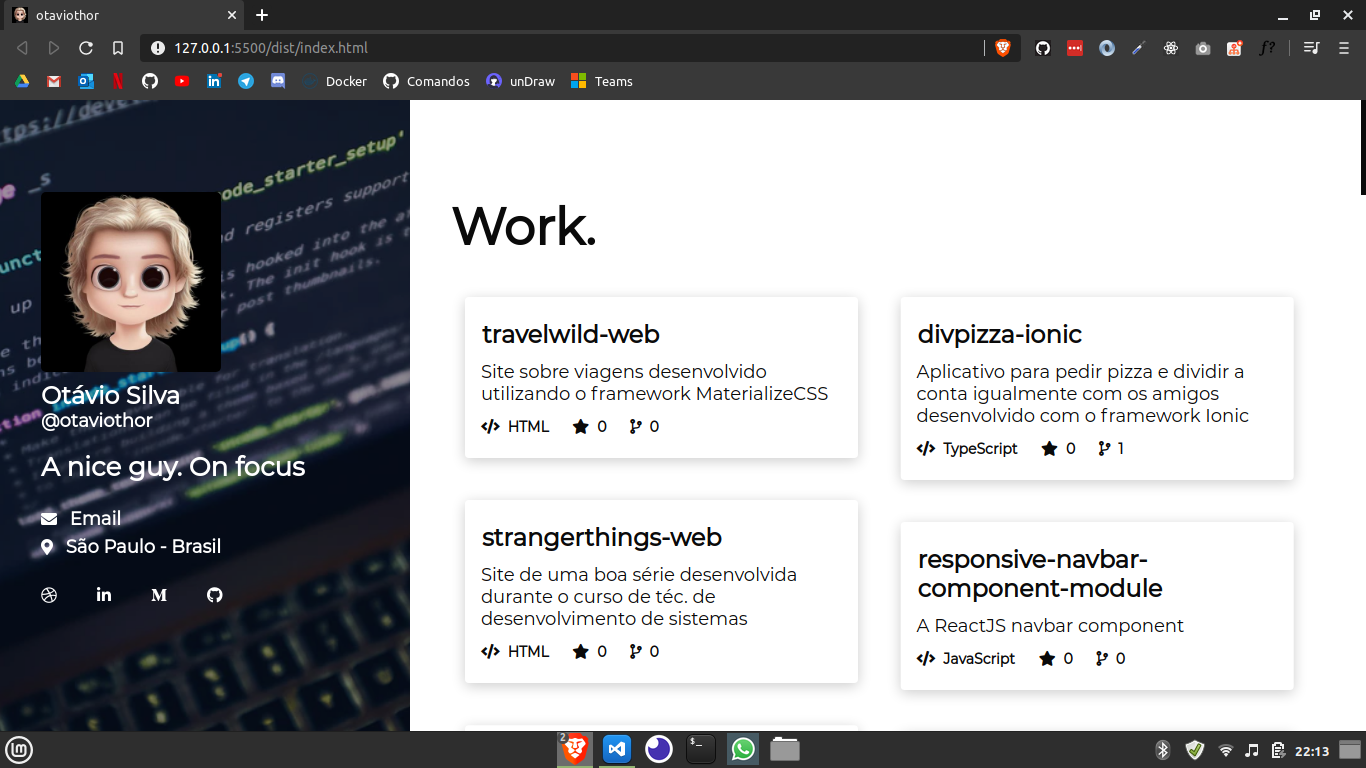 otaviothor
127.0.0.1:5500/dist/index.html
f?
Docker
Comandos
unDraw
Teams
ode_starter_setup'
_s
Otávio Silva
@otaviothor
A nice guy. On focus
Email
São Paulo - Brasil
Work.
travelwild-web
Site sobre viagens desenvolvido
utilizando o framework MaterializeCSS
HTML 0 0
divpizza-ionic
Aplicativo para pedir pizza e dividir a
conta igualmente com os amigos
desenvolvido com o framework Ionic
TypeScript 0 1
strangerthings-web
Site de uma boa série desenvolvida
durante o curso de téc. de
desenvolvimento de sistemas
HTML 0 0
responsive-navbar-
component-module
A ReactJS navbar component
JavaScript 0 0
2
22:13